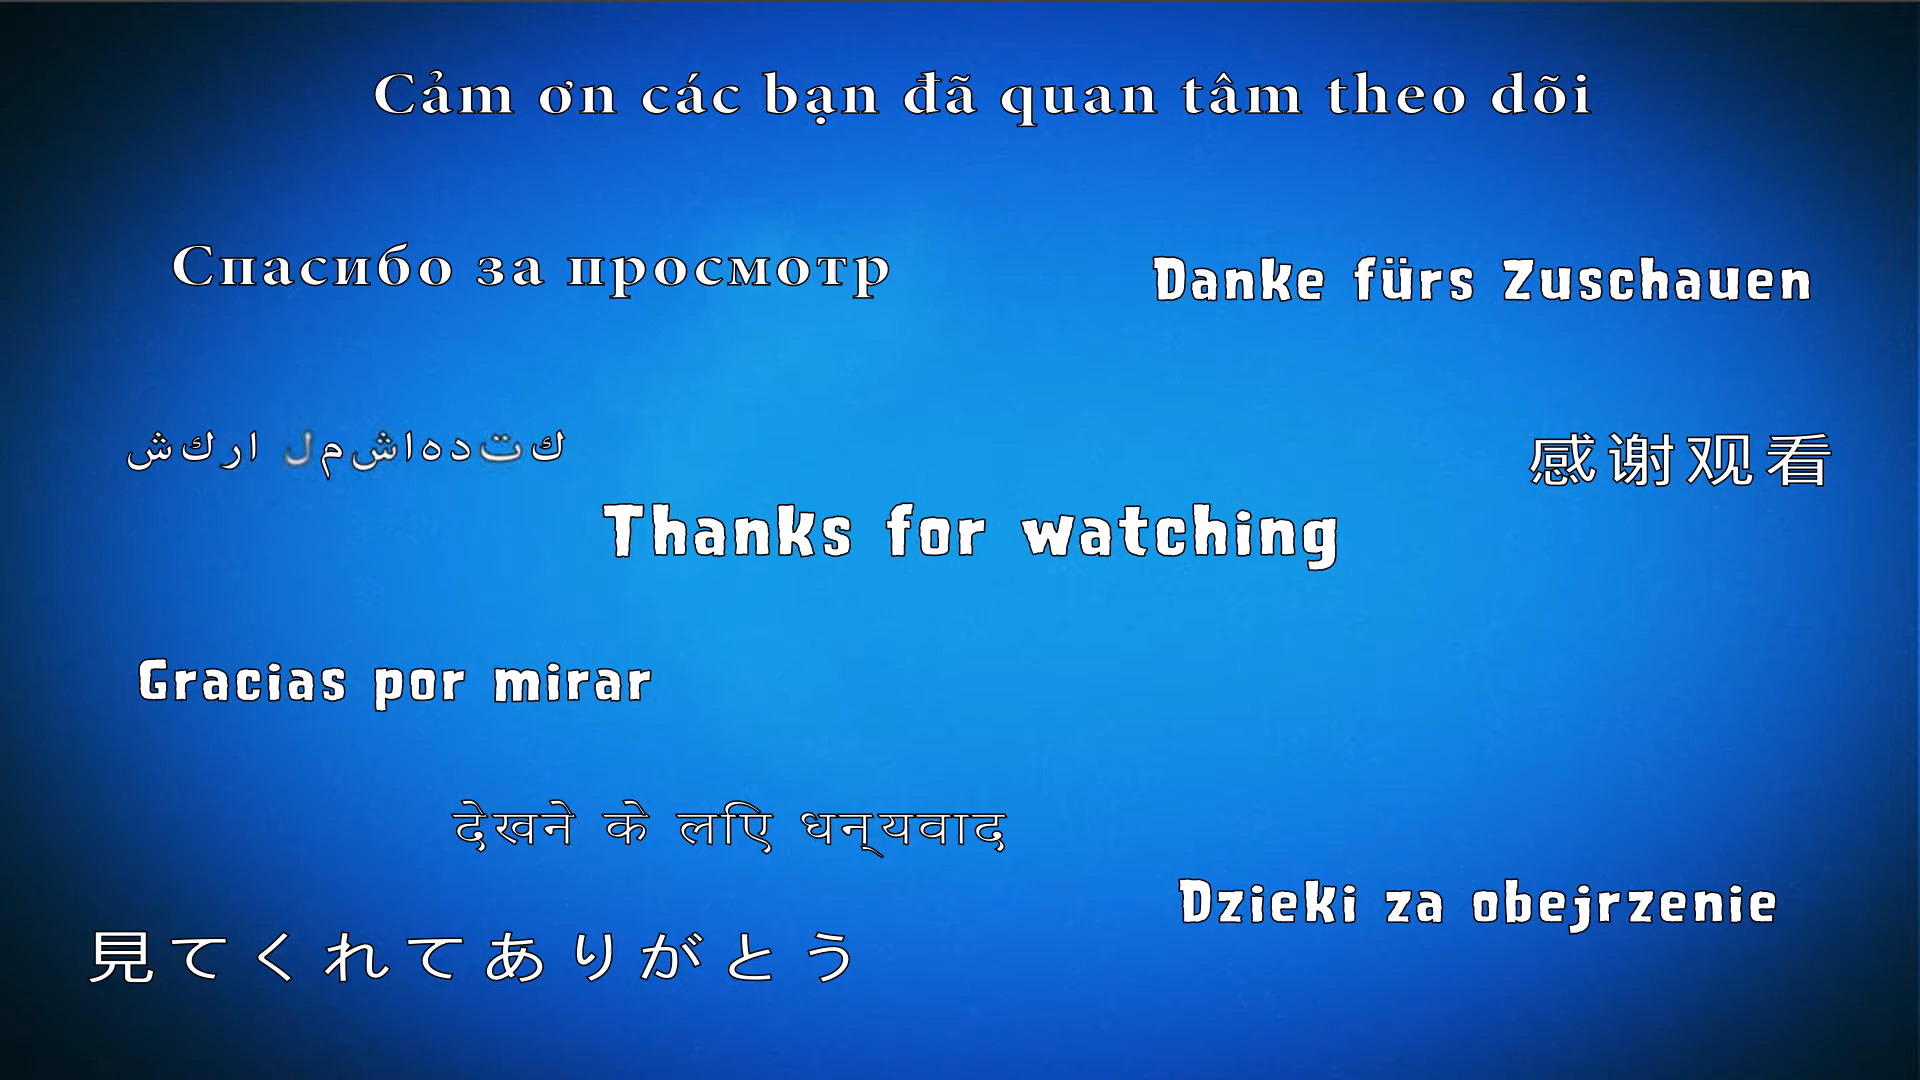 Cảm ơn các bạn đã quan tâm theo dõi
Спасибо за просмотр
Danke fürs Zuschauen
شكرا لمشاهدتك
感谢观看
Thanks for watching
Gracias por mirar
देखने के लिए धन्यवाद
Dzieki za obejrzenie
見てくれてありがとう